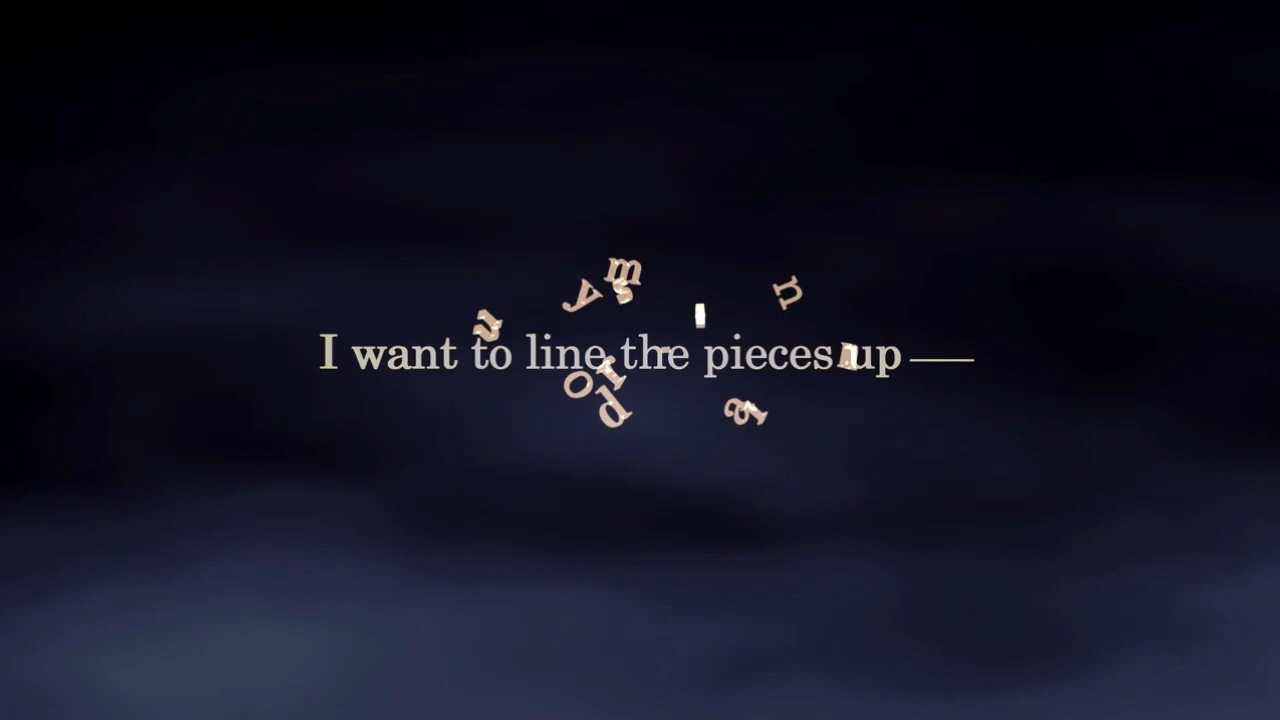 I want to line the pieces up——